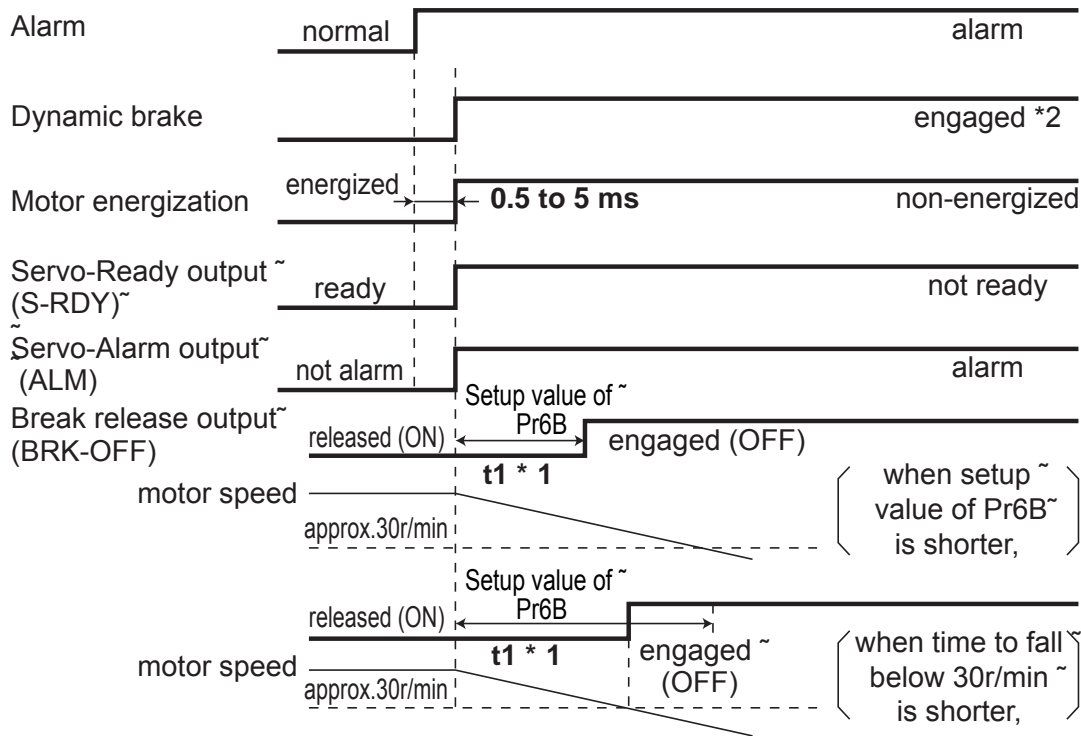 Alarm normal alarm
Dynamic brake engaged *2
Motor energization energized 0.5 to 5 ms non-energized
Servo-Ready output ˜
(S-RDY)˜ ready not ready
˜
Servo-Alarm output˜
˜(ALM) not alarm alarm
Break release output˜
(BRK-OFF) released (ON) Setup value of ˜
Pr6B engaged (OFF)
t1 * 1
motor speed
approx.30r/min
when setup ˜
value of Pr6B˜
is shorter,
Setup value of ˜
Pr6B
released (ON)
t1 * 1
engaged ˜
(OFF)
motor speed
approx.30r/min
when time to fall ˜
below 30r/min ˜
is shorter,